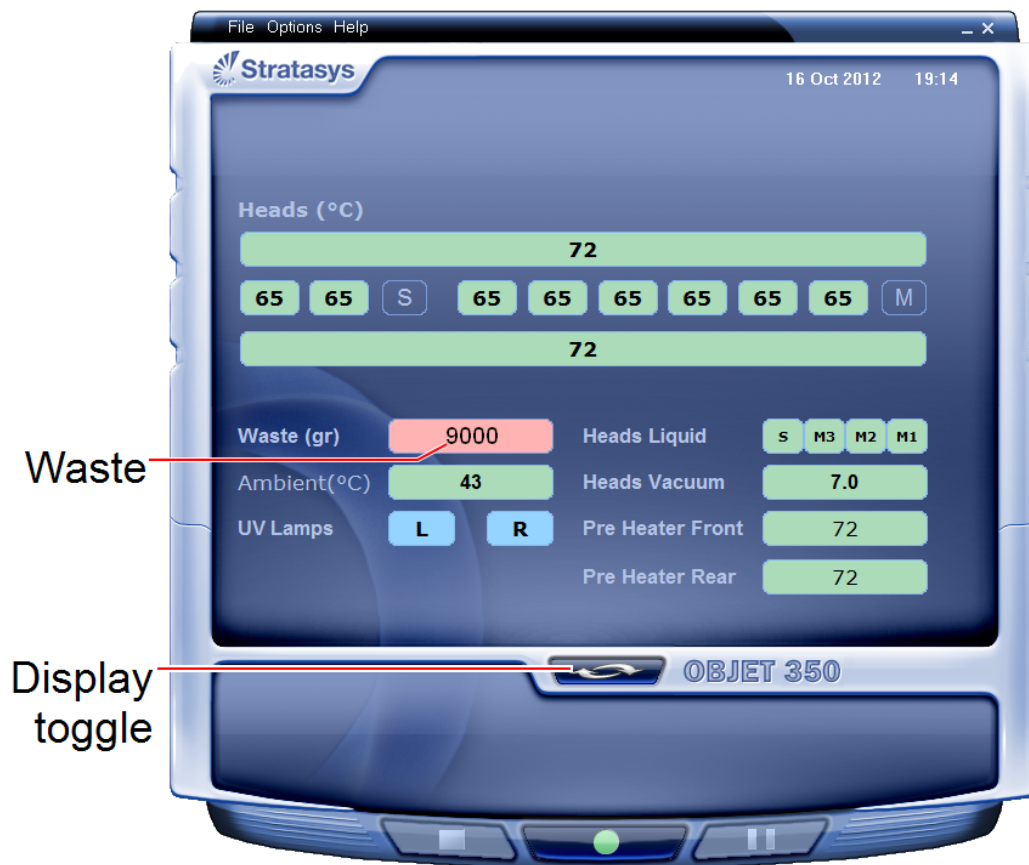 File Options Help
Stratasys
16 Oct 2012 19:14
Heads (°C)
72
65 65 S 65 65 65 65 65 65 M
72
Waste (gr) 9000 Heads Liquid S M3 M2 M1
Waste
Ambient(°C) 43 Heads Vacuum 7.0
UV Lamps L R Pre Heater Front 72
Pre Heater Rear 72
Display
toggle
OBJET 350